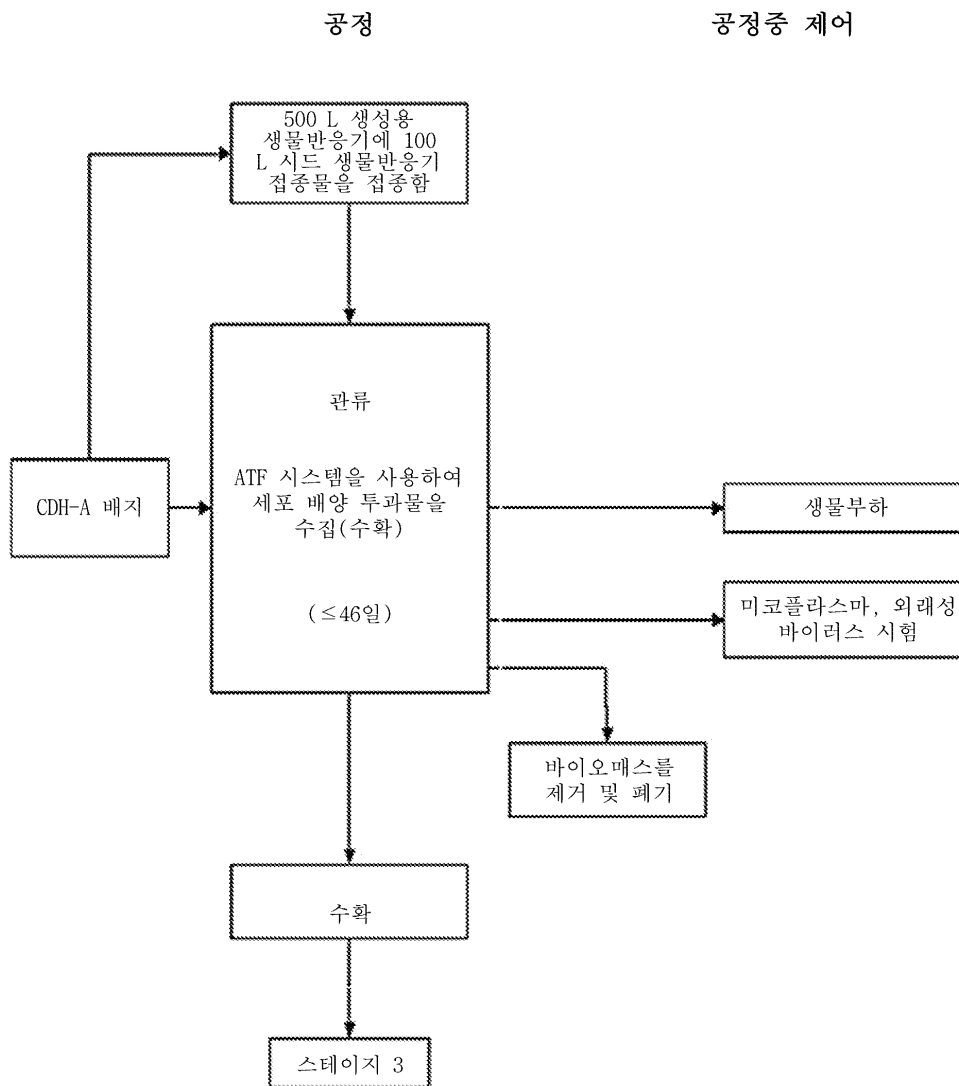 공정
공정중 제어
500 L 생성용
생물반응기에 100
L 시드 생물반응기
접종물을 접종함
관류
ATF 시스템을 사용하여
세포 배양 투과물을
수집(수확)
(≤46일)
CDH-A 배지
생물부하
미코플라스마, 외래성
바이러스 시험
바이오매스를
제거 및 폐기
수확
스테이지 3